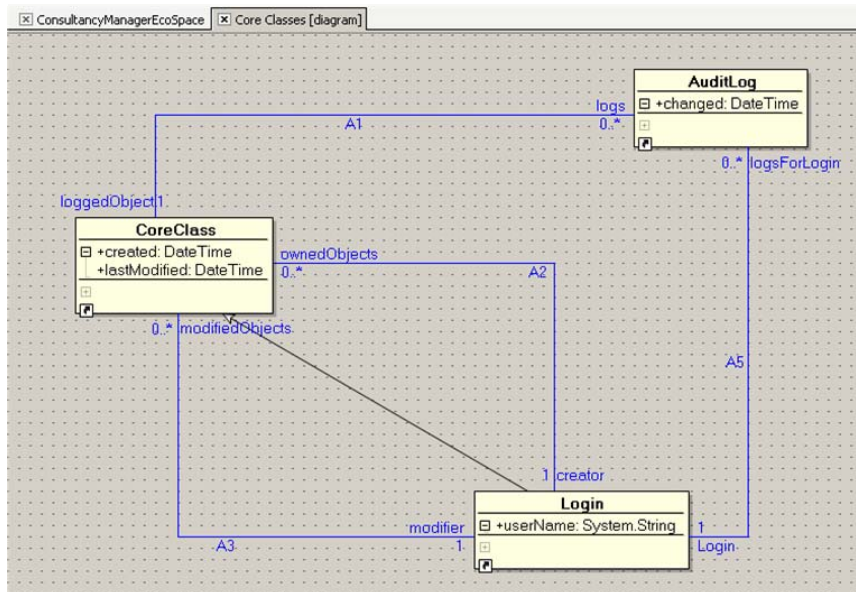 ConsultancyManagerEcoSpace
Core Classes [diagram]
AuditLog
+changed: DateTime
logs
0..*
A1
0..* logsForLogin
loggedObject 1
CoreClass
+created: DateTime
+lastModified: DateTime
ownedObjects
0..*
A2
0..* modifiedObjects
A5
1 creator
Login
+userName: System.String
modifier
1
A3
1
Login